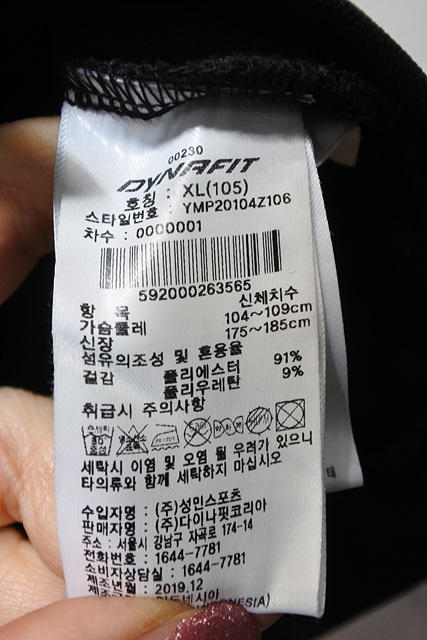 00230
DYNAFIT
호칭 : XL(105)
스타일번호 : YMP20104Z106
차수 : 0000001
592000263565
항 목 신체치수
가슴둘레 104~109cm
신장 175~185cm
섬유의조성 및 혼용율
겉감 폴리에스터 91%
폴리우레탄 9%
취급시 주의사항
세탁시 이염 및 오염 될 우려가 있으니
타의류와 함께 세탁하지 마십시오
수입자명 : (주)성민스포츠
판매자명 : (주)다이나핏코리아
주소 : 서울시 강남구 자곡로 174-14
전화번호 : 1644-7781
소비자상담실 : 1644-7781
제조년월 : 2019.12